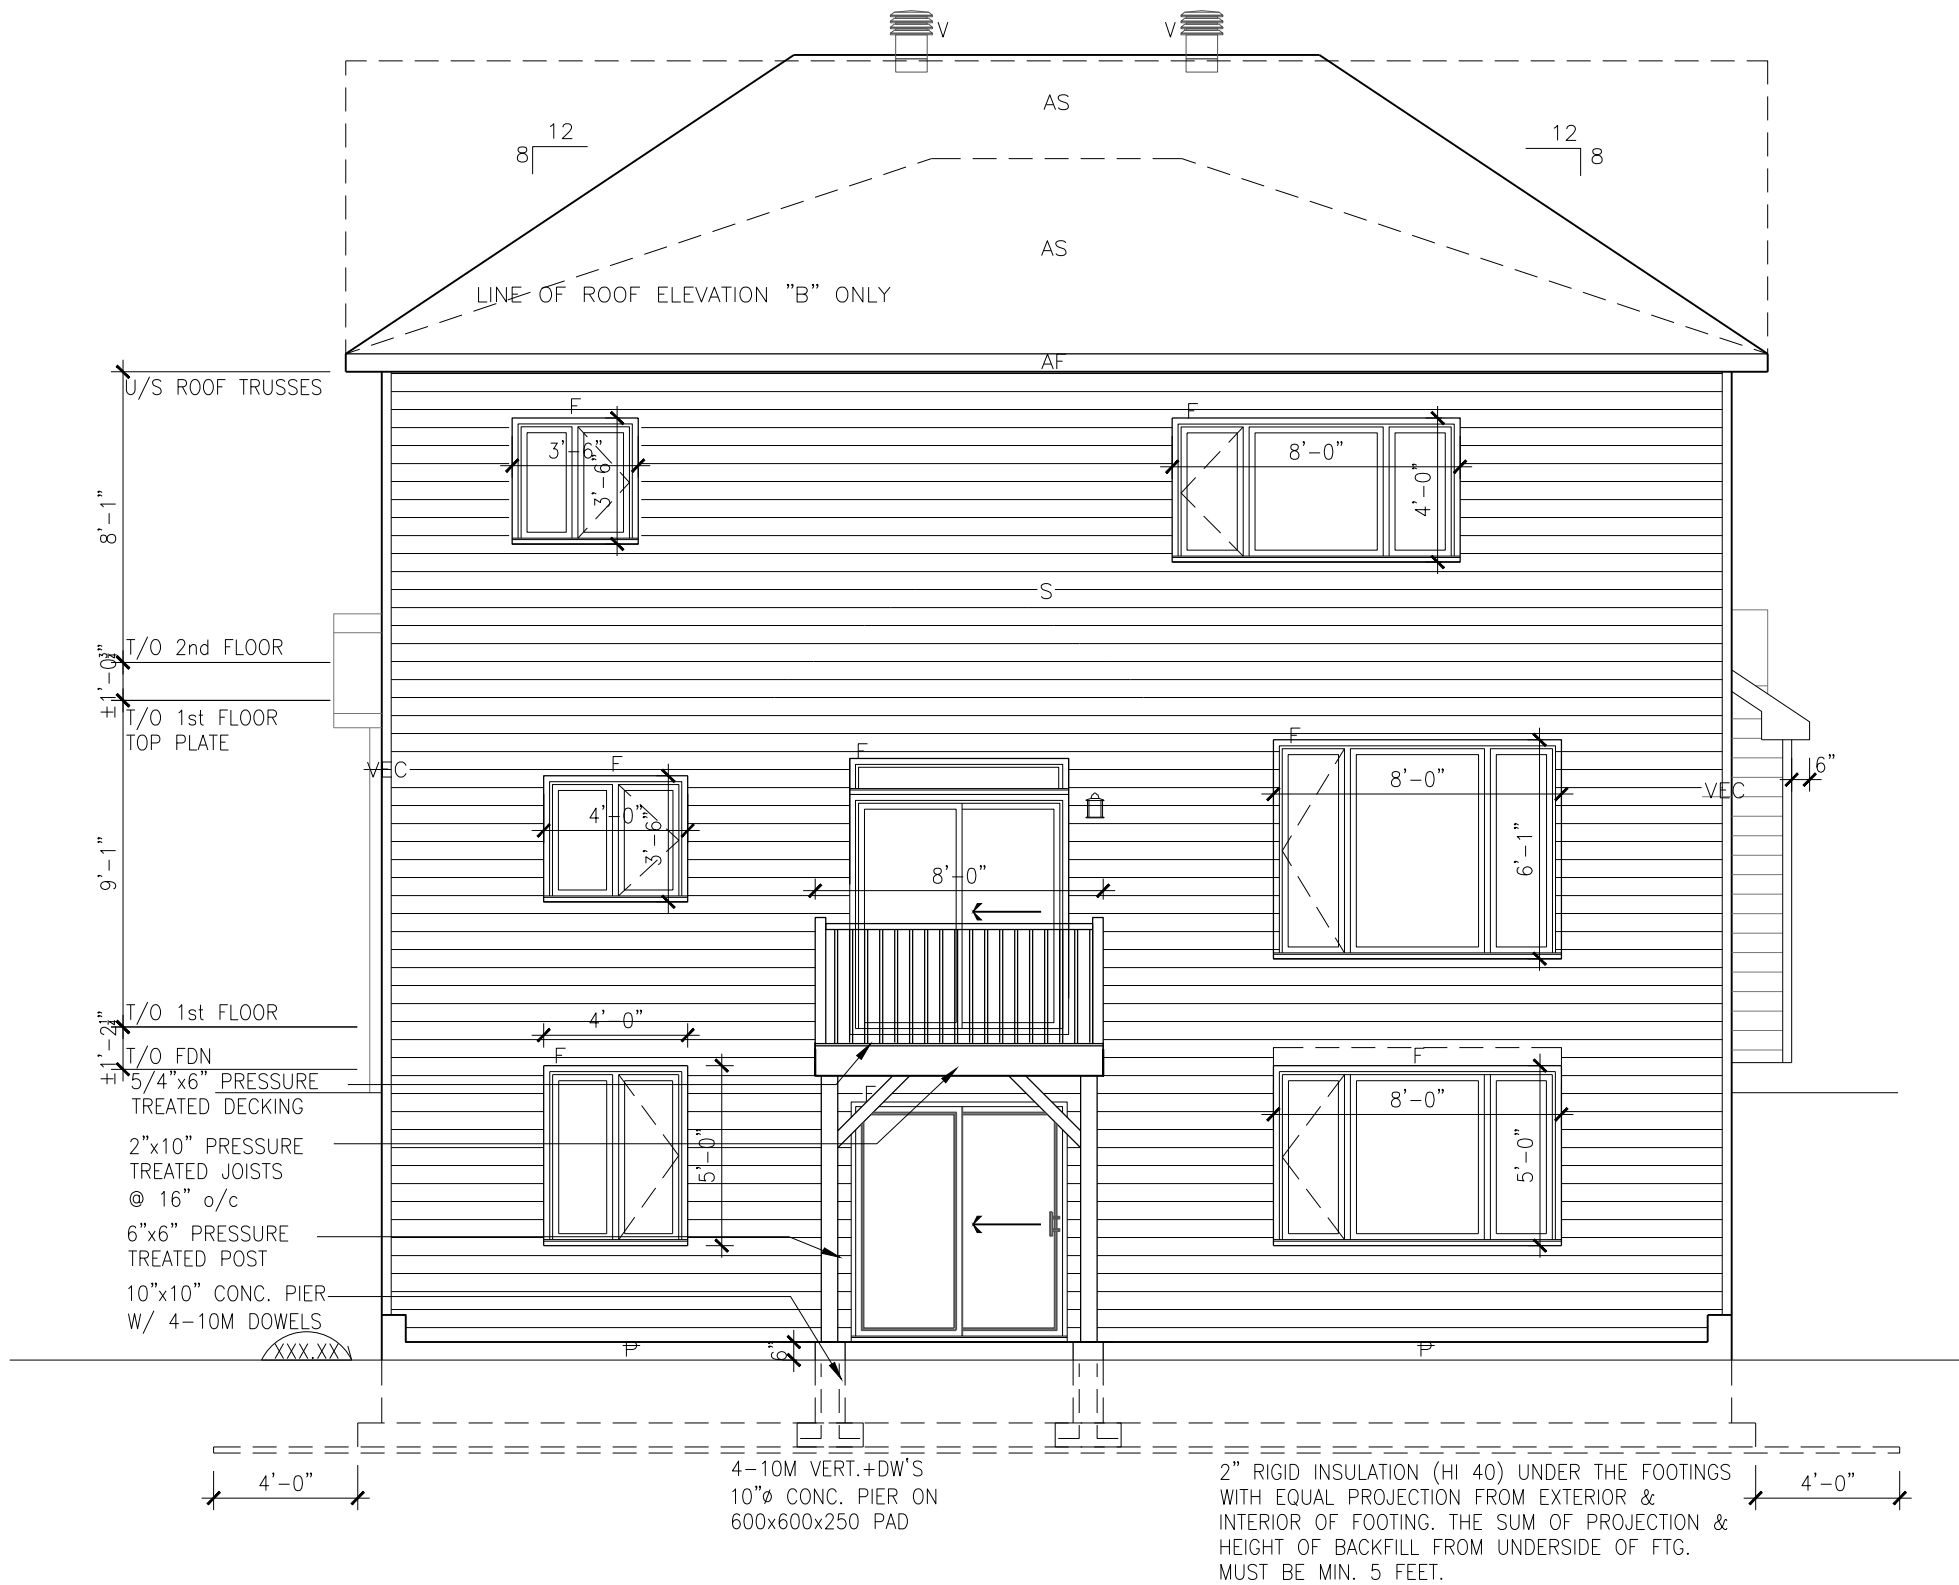 V
V
AS
12
8
12
8
AS
LINE OF ROOF ELEVATION "B" ONLY
AF
U/S ROOF TRUSSES
F
3'-6"
3'-6"
F
8'-0"
4'-0"
8'-1"
S
T/O 2nd FLOOR
±1'-0¾"
T/O 1st FLOOR
TOP PLATE
VEC
F
4'-0"
3'-6"
F
F
8'-0"
6'-1"
VEC
6"
9'-1"
8'-0"
T/O 1st FLOOR
±1'-2½"
4'-0"
T/O FDN
F
5/4"x6" PRESSURE
TREATED DECKING
F
F
8'-0"
5'-0"
5'-0"
2"x10" PRESSURE
TREATED JOISTS
@ 16" o/c
6"x6" PRESSURE
TREATED POST
10"x10" CONC. PIER
W/ 4-10M DOWELS
XXX.XX
P
6"
P
4'-0"
4-10M VERT.+DW'S
10"ø CONC. PIER ON
600x600x250 PAD
2" RIGID INSULATION (HI 40) UNDER THE FOOTINGS
WITH EQUAL PROJECTION FROM EXTERIOR &
INTERIOR OF FOOTING. THE SUM OF PROJECTION &
HEIGHT OF BACKFILL FROM UNDERSIDE OF FTG.
MUST BE MIN. 5 FEET.
4'-0"